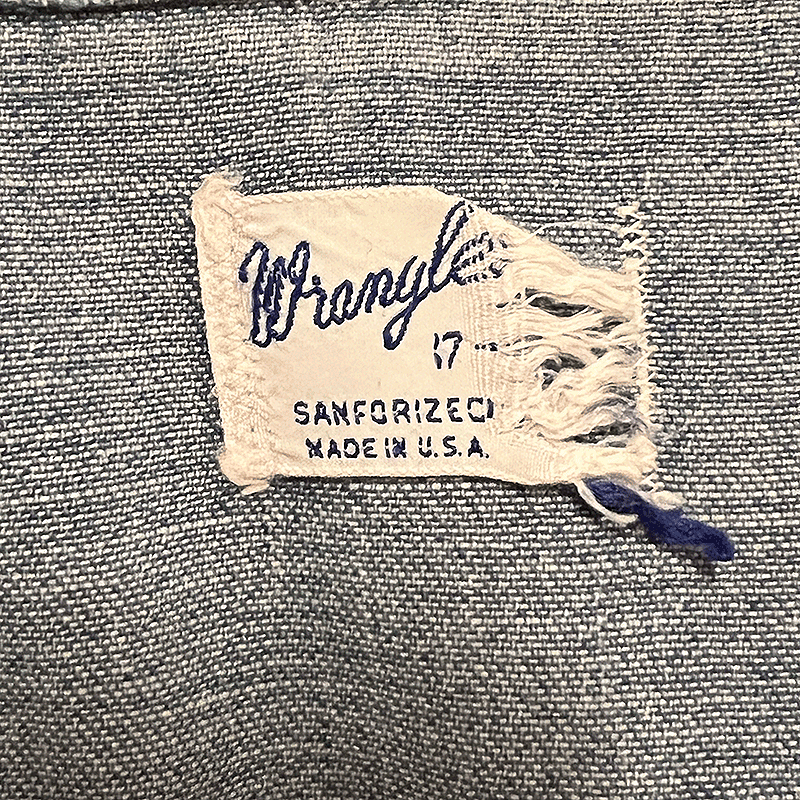 Wrangle
17
SANFORIZED
MADE IN U.S.A.